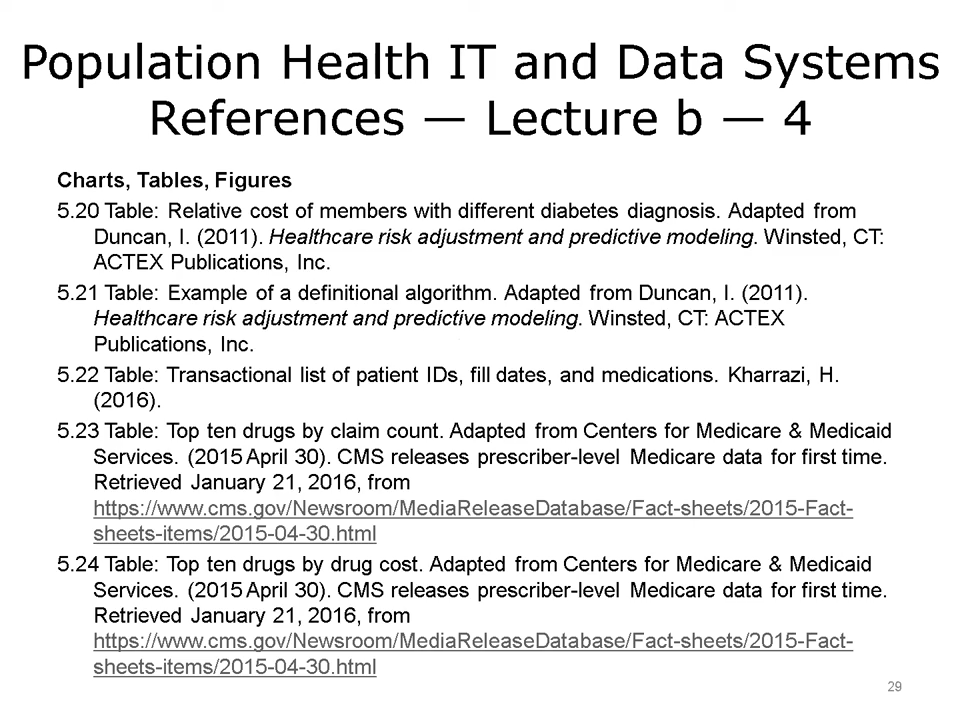 Population Health IT and Data Systems
References — Lecture b — 4
Charts, Tables, Figures
5.20 Table: Relative cost of members with different diabetes diagnosis. Adapted from
Duncan, I. (2011). Healthcare risk adjustment and predictive modeling. Winsted, CT:
ACTEX Publications, Inc.
5.21 Table: Example of a definitional algorithm. Adapted from Duncan, I. (2011).
Healthcare risk adjustment and predictive modeling. Winsted, CT: ACTEX
Publications, Inc.
5.22 Table: Transactional list of patient IDs, fill dates, and medications. Kharrazi, H.
(2016).
5.23 Table: Top ten drugs by claim count. Adapted from Centers for Medicare & Medicaid
Services. (2015 April 30). CMS releases prescriber-level Medicare data for first time.
Retrieved January 21, 2016, from
https://www.cms.gov/Newsroom/MediaReleaseDatabase/Fact-sheets/2015-Fact-
sheets-items/2015-04-30.html
5.24 Table: Top ten drugs by drug cost. Adapted from Centers for Medicare & Medicaid
Services. (2015 April 30). CMS releases prescriber-level Medicare data for first time.
Retrieved January 21, 2016, from
https://www.cms.gov/Newsroom/MediaReleaseDatabase/Fact-sheets/2015-Fact-
sheets-items/2015-04-30.html
29